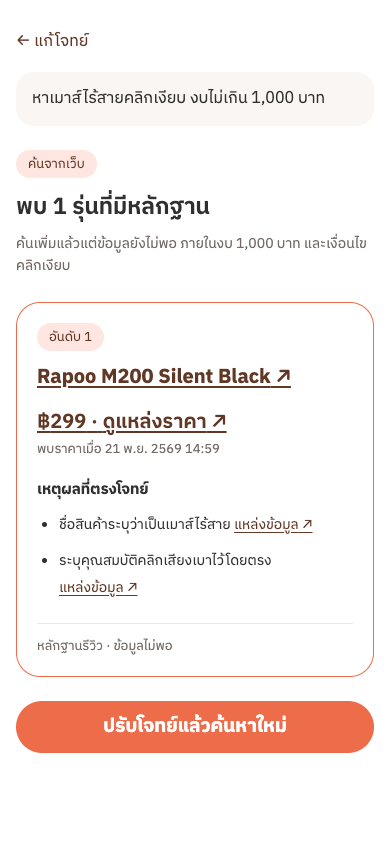 ← แก้โจทย์
หาเมาส์ไร้สายคลิกเงียบ งบไม่เกิน 1,000 บาท
ค้นจากเว็บ
พบ 1 รุ่นที่มีหลักฐาน
ค้นเพิ่มแล้วแต่ข้อมูลยังไม่พอ ภายในงบ 1,000 บาท และเงื่อนไข
คลิกเงียบ
อันดับ 1
Rapoo M200 Silent Black ↗
฿299 · ดูแหล่งราคา ↗
พบราคาเมื่อ 21 พ.ย. 2569 14:59
เหตุผลที่ตรงโจทย์
• ชื่อสินค้าระบุว่าเป็นเมาส์ไร้สาย แหล่งข้อมูล ↗
• ระบุคุณสมบัติคลิกเสียงเบาไว้โดยตรง
แหล่งข้อมูล ↗
หลักฐานรีวิว · ข้อมูลไม่พอ
ปรับโจทย์แล้วค้นหาใหม่